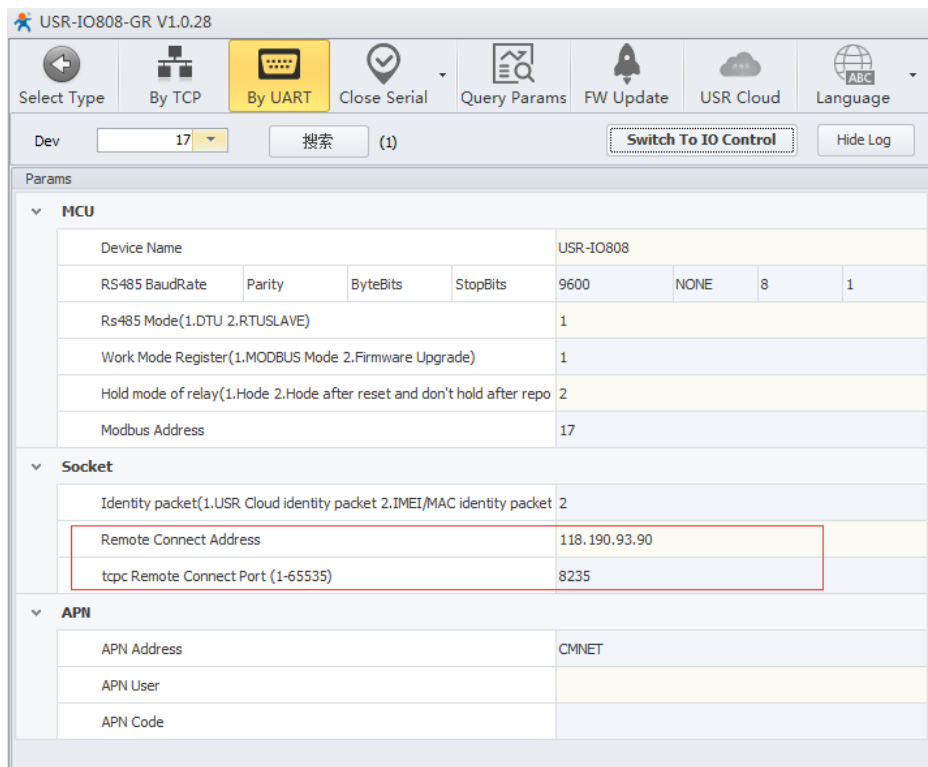 USR-IO808-GR V1.0.28
Select Type By TCP By UART Close Serial Query Params FW Update USR Cloud ABC Language
Dev 17 搜索 (1) Switch To IO Control Hide Log
Params
MCU
Device Name USR-IO808
RS485 BaudRate Parity ByteBits StopBits 9600 NONE 8 1
Rs485 Mode(1.DTU 2.RTUSLAVE) 1
Work Mode Register(1.MODBUS Mode 2.Firmware Upgrade) 1
Hold mode of relay(1.Hode 2.Hode after reset and don't hold after repo 2
Modbus Address 17
Socket
Identity packet(1.USR Cloud identity packet 2.IMEI/MAC identity packet 2
Remote Connect Address 118.190.93.90
tcpc Remote Connect Port (1-65535) 8235
APN
APN Address CMNET
APN User
APN Code